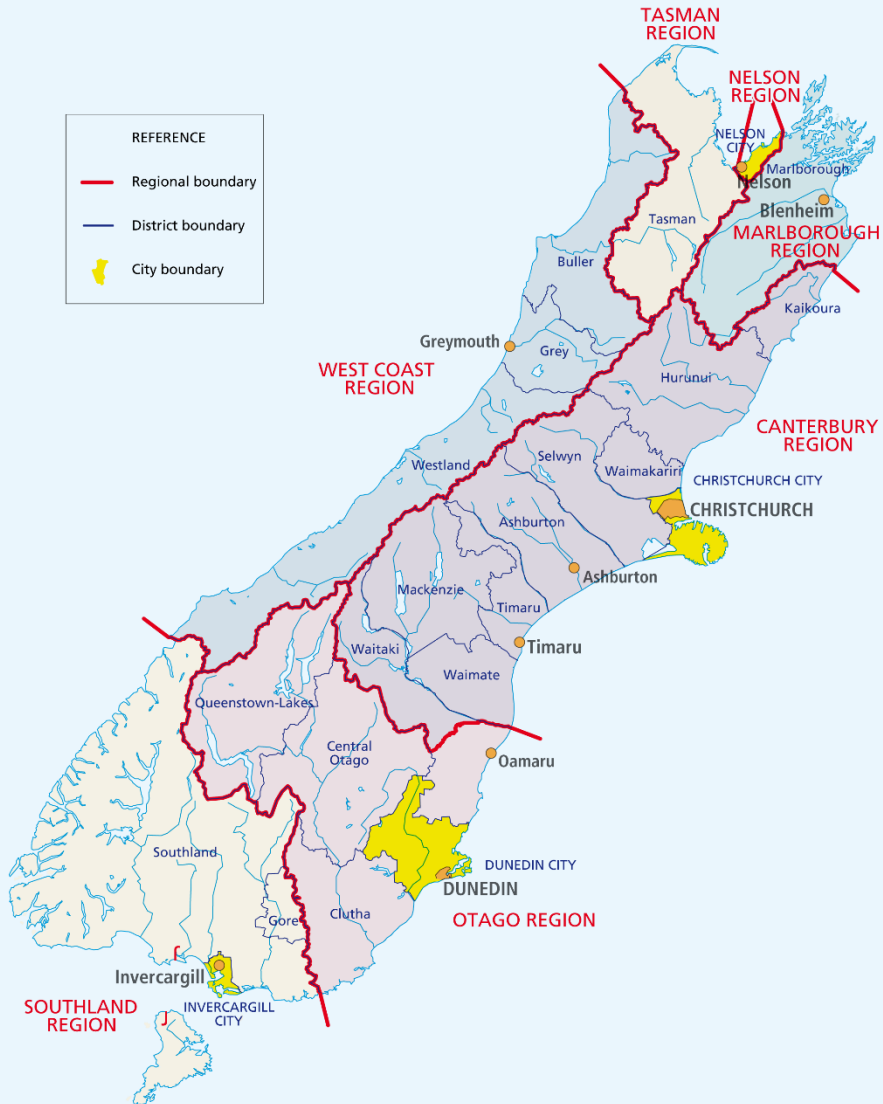 TASMAN
REGION
NELSON
REGION
REFERENCE
Regional boundary
District boundary
City boundary
NELSON
CITY
Marlborough
Nelson
Blenheim
Tasman
MARLBOROUGH
REGION
Buller
Kaikoura
Greymouth
Grey
WEST COAST
REGION
Hurunui
CANTERBURY
REGION
Selwyn
Westland
Waimakariri
CHRISTCHURCH CITY
CHRISTCHURCH
Ashburton
Ashburton
Mackenzie
Timaru
Timaru
Waitaki
Waimate
Queenstown-Lakes
Central
Otago
Oamaru
Southland
DUNEDIN CITY
DUNEDIN
Gore
Clutha
OTAGO REGION
Invercargill
SOUTHLAND
REGION
INVERCARGILL
CITY